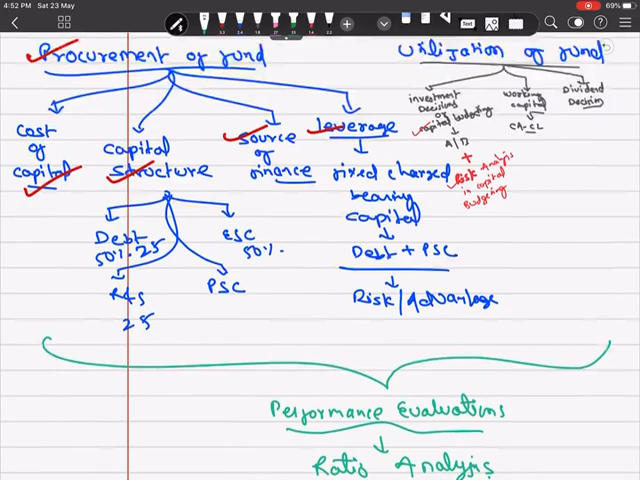 4:52 PM Sat 23 May
69%
Text
Procurement of fund
Utilization of fund
Cost of capital
capital structure
Source of finance
Leverage
investment Decisions or capital budgeting
A/B
+
Risk Analysis in capital Budgeting
Working capital
CA-CL
Dividend Decision
fixed charged bearing capital
Debt + PSC
Risk/Advantage
Debt
50%. 25
ESC
50%.
R&S
25
PSC
Performance Evaluations
Ratio Analysis